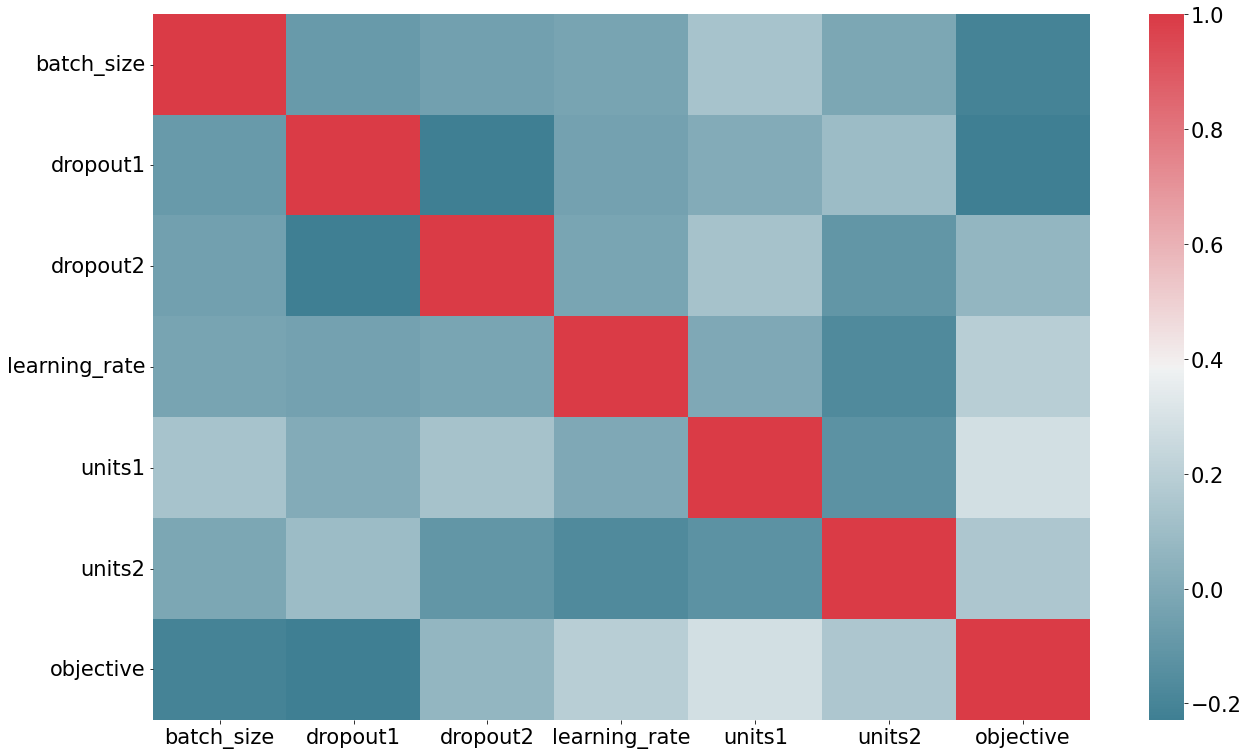 batch_size
dropout1
dropout2
learning_rate
units1
units2
objective
batch_size dropout1 dropout2 learning_rate units1 units2 objective
1.0
0.8
0.6
0.4
0.2
0.0
−0.2